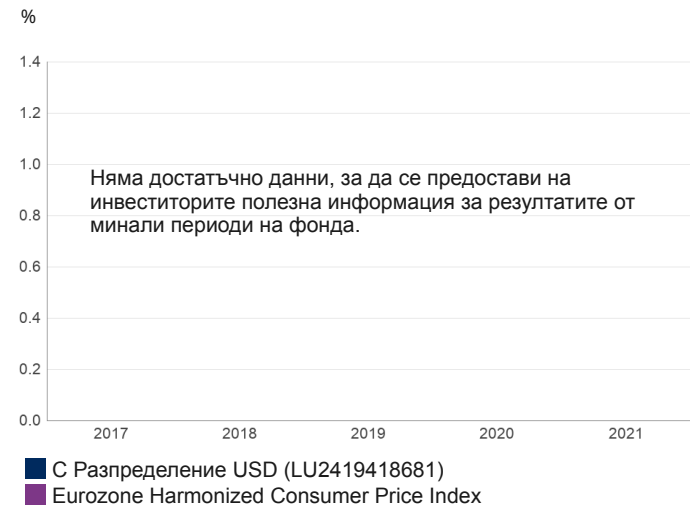 %
1.4
1.2
1.0
Няма достатъчно данни, за да се предостави на
инвеститорите полезна информация за резултатите от
0.8
минали периоди на фонда.
0.6
0.4
0.2
0.0
2017 2018 2019 2020 2021
C Разпределение USD (LU2419418681)
Eurozone Harmonized Consumer Price Index